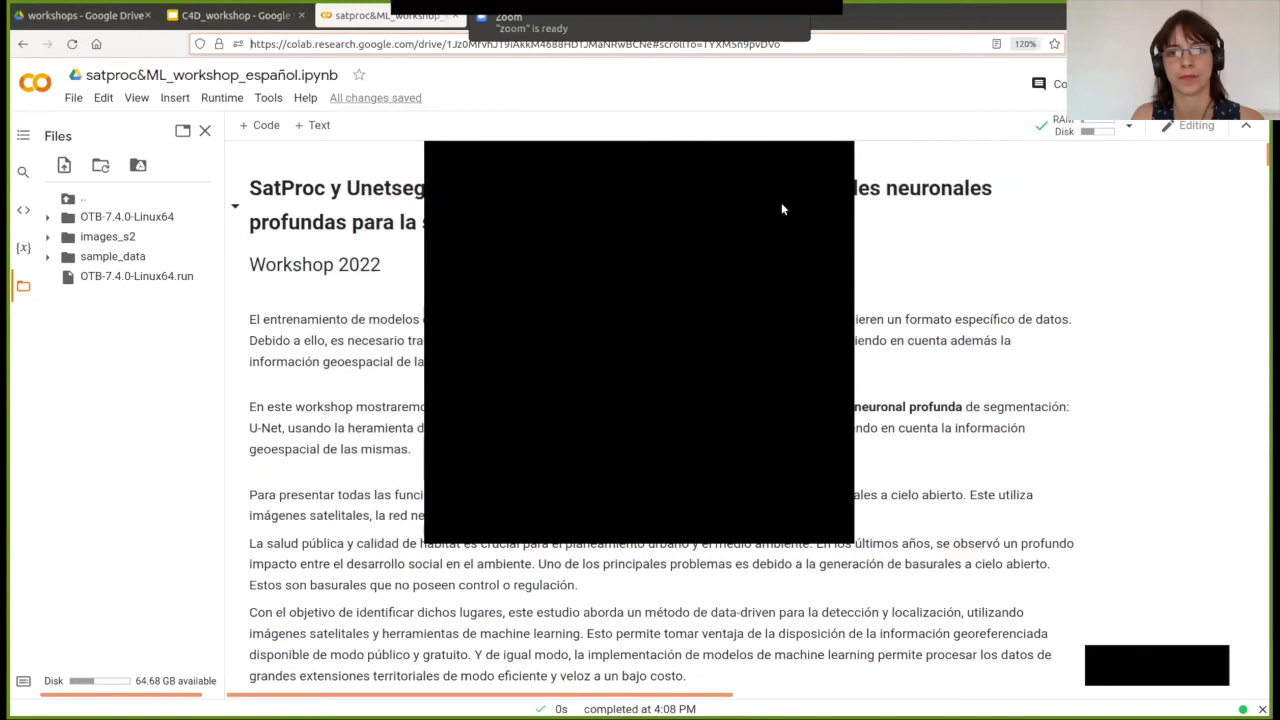 workshops - Google Drive
C4D_workshop - Google
satproc&ML_workshop_
Zoom
"zoom" is ready
https://colab.research.google.com/drive/
120%
satproc&ML_workshop_español.ipynb
File Edit View Insert Runtime Tools Help All changes saved
Co
Files
+ Code + Text
RAM
Disk
Editing
..
OTB-7.4.0-Linux64
images_s2
sample_data
OTB-7.4.0-Linux64.run
SatProc y Unetseg
les neuronales
profundas para la s
Workshop 2022
El entrenamiento de modelos
ieren un formato específico de datos.
Debido a ello, es necesario tra
iendo en cuenta además la
información geoespacial de la
En este workshop mostraremo
neuronal profunda de segmentación:
U-Net, usando la heramienta d
ndo en cuenta la información
geoespacial de las mismas.
Para presentar todas las funci
ales a cielo abierto. Este utiliza
imágenes satelitales, la red ne
La salud pública y calidad de hábitat es crucial para el planeamiento urbano y el medio ambiente. En los últimos años, se observó un profundo
impacto entre el desarrollo social en el ambiente. Uno de los principales problemas es debido a la generación de basurales a cielo abierto.
Estos son basurales que no poseen control o regulación.
Con el objetivo de identificar dichos lugares, este estudio aborda un método de data-driven para la detección y localización, utilizando
imágenes satelitales y herramientas de machine learning. Esto permite tomar ventaja de la disposición de la información georeferenciada
disponible de modo público y gratuito. Y de igual modo, la implementación de modelos de machine learning permite procesar los datos de
grandes extensiones territoriales de modo eficiente y veloz a un bajo costo.
Disk 64.68 GB available
0s completed at 4:08 PM